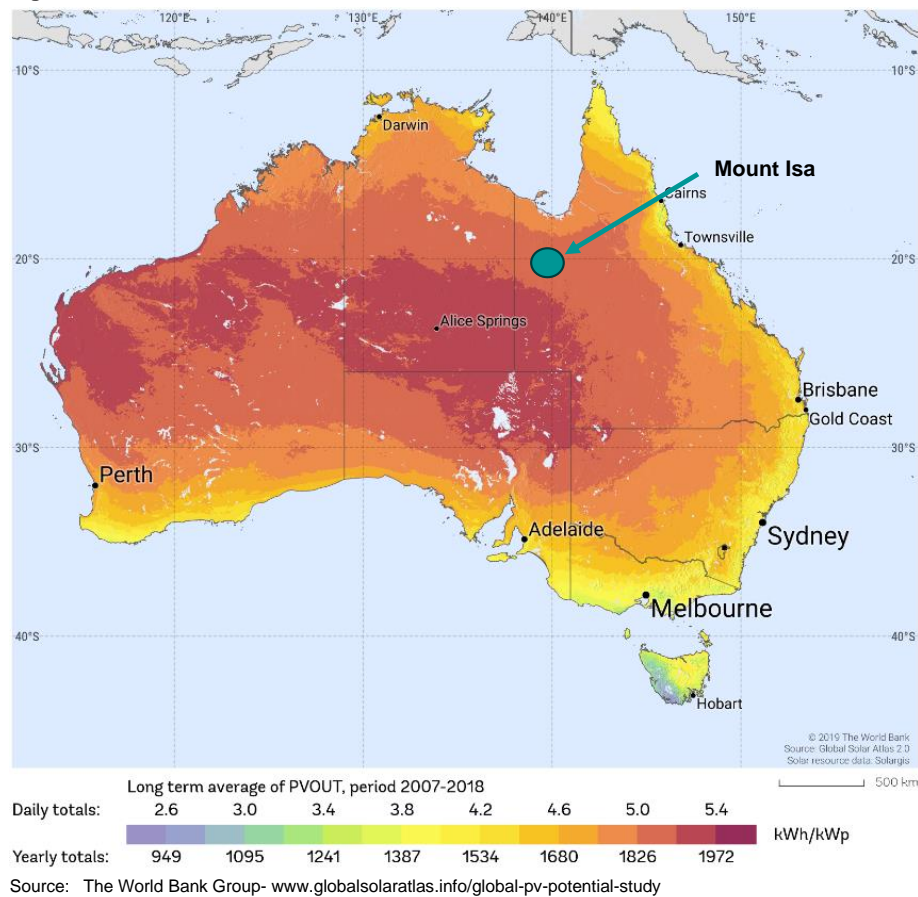 120°E 130°E 140°E 150°E
10°S 10°S
Darwin
Mount Isa
Cairns
Townsville
20°S 20°S
Alice Springs
Brisbane
Gold Coast
30°S 30°S
Perth
Adelaide
Sydney
Melbourne
40°S 40°S
Hobart
© 2019 The World Bank
Source: Global Solar Atlas 2.0
Solar resource data: Solargis
Long term average of PVOUT, period 2007-2018
500 km
Daily totals: 2.6 3.0 3.4 3.8 4.2 4.6 5.0 5.4
kWh/kWp
Yearly totals: 949 1095 1241 1387 1534 1680 1826 1972
Source: The World Bank Group- www.globalsolaratlas.info/global-pv-potential-study